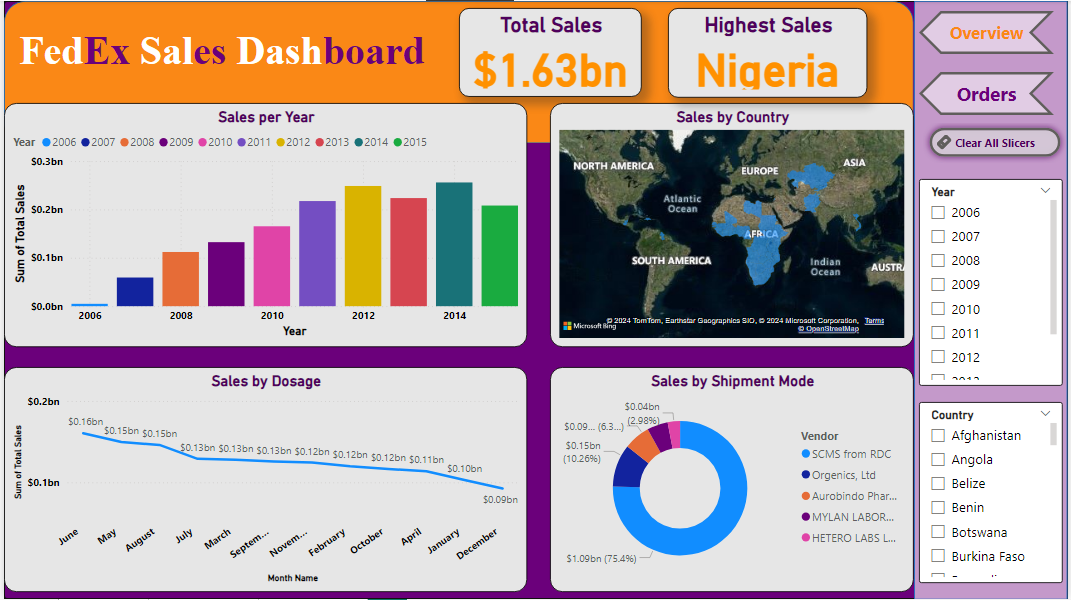 FedEx Sales Dashboard
Total Sales
$1.63bn
Highest Sales
Nigeria
Overview
Orders
Clear All Slicers
Sales per Year
Year 2006 2007 2008 2009 2010 2011 2012 2013 2014 2015
Sum of Total Sales
$0.3bn
$0.2bn
$0.1bn
$0.0bn
2006 2008 2010 2012 2014
Year
Sales by Country
NORTH AMERICA
EUROPE
ASIA
Atlantic
Ocean
AFRICA
SOUTH AMERICA
Indian
Ocean
AUSTRA
Microsoft Bing
© 2024 TomTom, Earthstar Geographics SIO, © 2024 Microsoft Corporation, Terms
© OpenStreetMap
Year
2006
2007
2008
2009
2010
2011
2012
Sales by Dosage
Sum of Total Sales
$0.2bn
$0.1bn
$0.16bn
$0.15bn
$0.15bn
$0.13bn
$0.13bn
$0.13bn
$0.12bn
$0.12bn
$0.12bn
$0.11bn
$0.10bn
$0.09bn
June
May
August
July
March
Septem...
Novem...
February
October
April
January
December
Month Name
Sales by Shipment Mode
$0.04bn
(2.98%)
$0.09... (6.3...)
$0.15bn
(10.26%)
$1.09bn (75.4%)
Vendor
SCMS from RDC
Orgenics, Ltd
Aurobindo Phar...
MYLAN LABOR...
HETERO LABS L...
Country
Afghanistan
Angola
Belize
Benin
Botswana
Burkina Faso